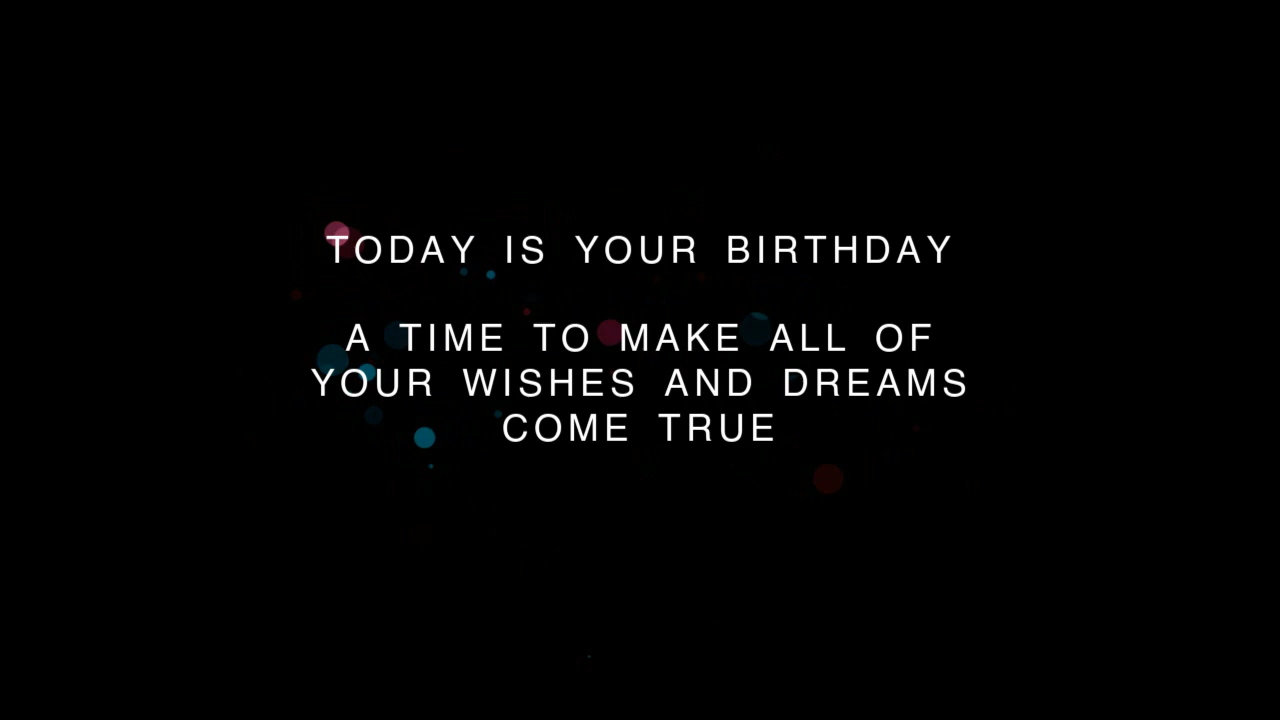 TODAY IS YOUR BIRTHDAY
A TIME TO MAKE ALL OF
YOUR WISHES AND DREAMS
COME TRUE